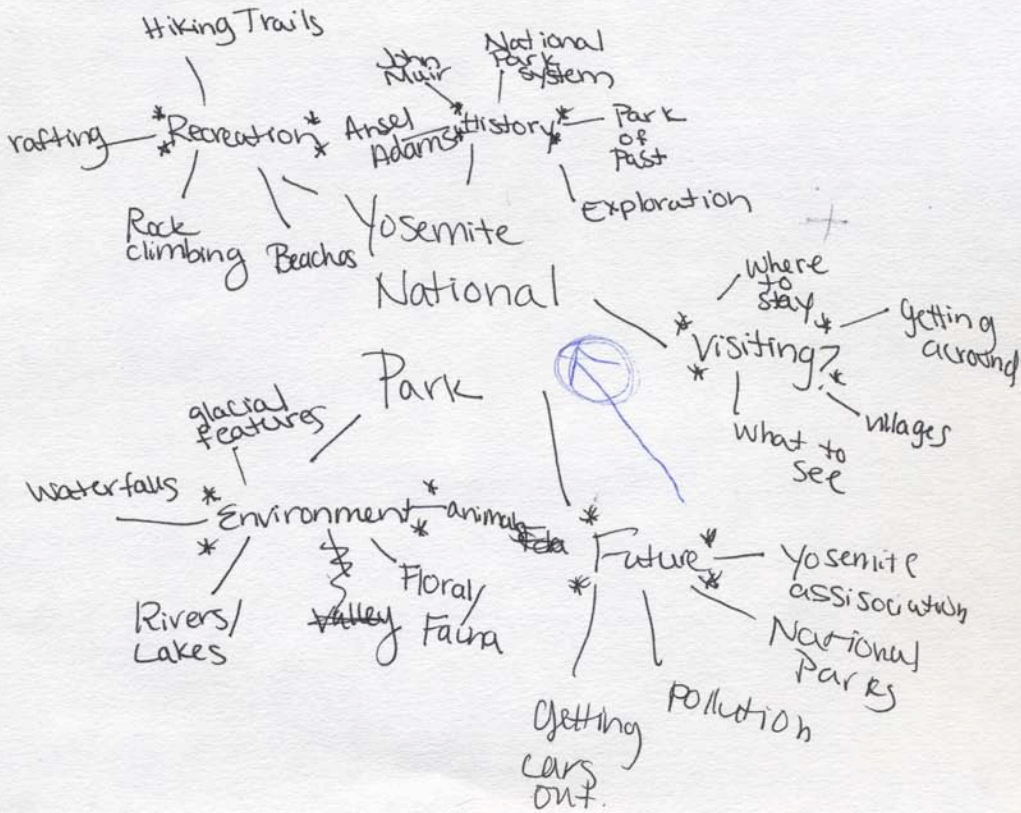 Hiking Trails
rafting
*Recreation*
Rock
climbing
Beaches
John
Muir
National
Park
System
Ansel
Adams
*History*
Park
of
Past
Exploration
Yosemite
National
Park
where
to
stay
*Visiting?*
getting
acround
villages
what to
see
glacial
features
waterfalls
*Environment*
animals
Rivers/
Lakes
Valley
Floral/
Fauna
*Future*
Yosemite
assisociation
National
Parks
Pollution
Getting
cars
out.